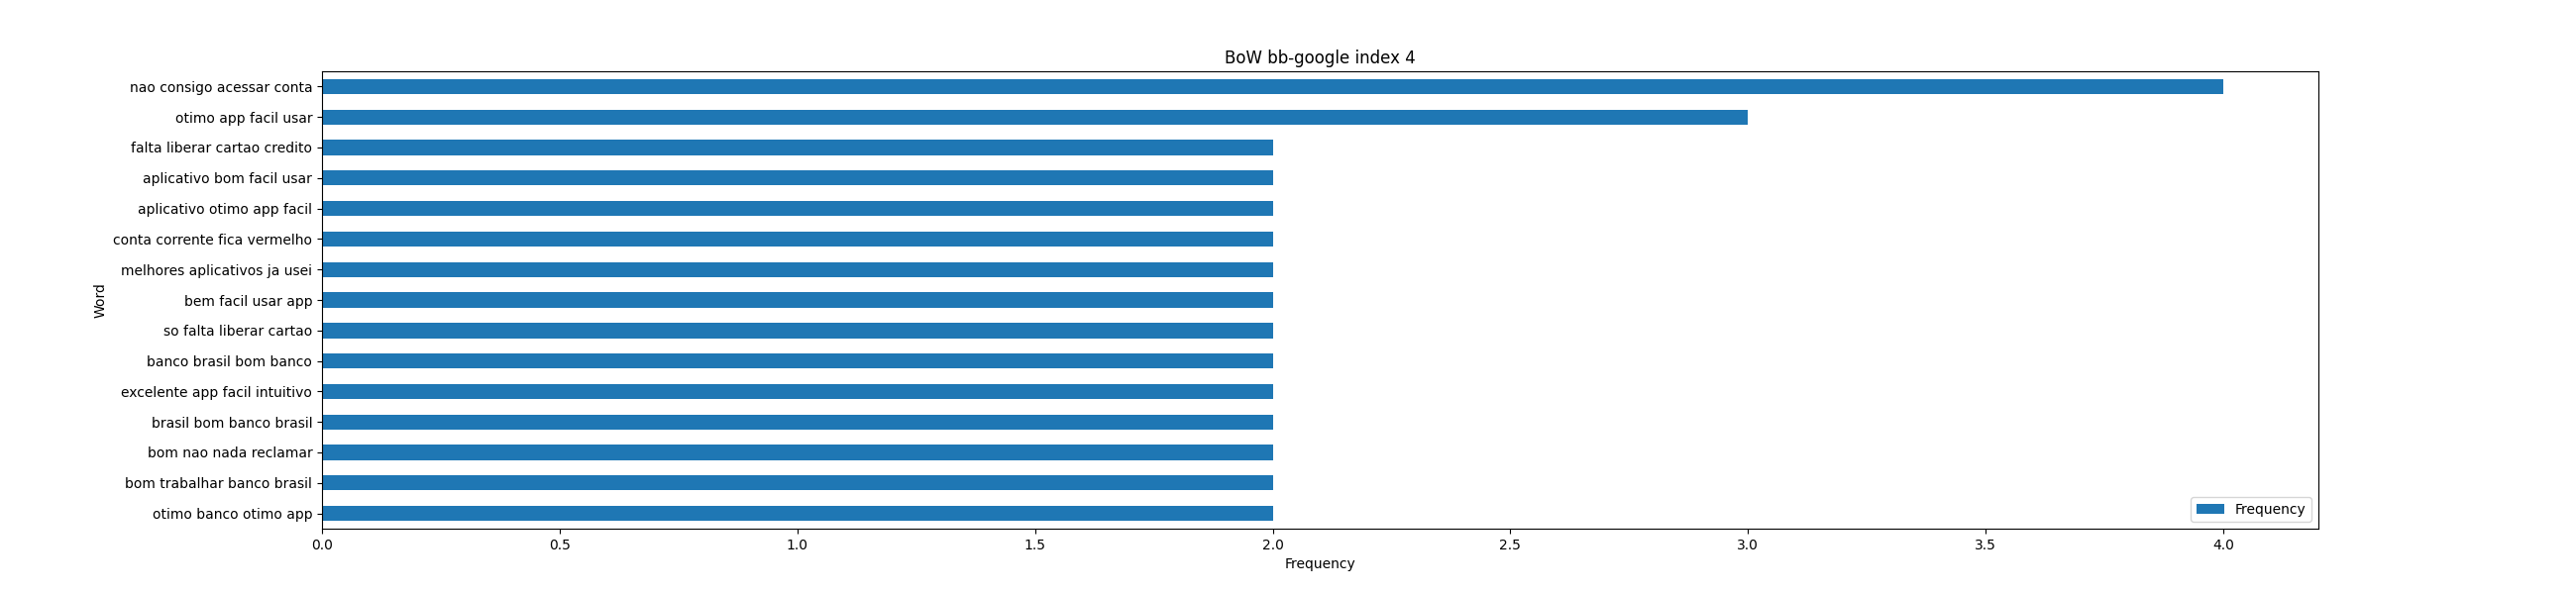 BoW bb-google index 4
nao consigo acessar conta
otimo app facil usar
falta liberar cartao credito
aplicativo bom facil usar
aplicativo otimo app facil
conta corrente fica vermelho
melhores aplicativos ja usei
bem facil usar app
so falta liberar cartao
banco brasil bom banco
excelente app facil intuitivo
brasil bom banco brasil
bom nao nada reclamar
bom trabalhar banco brasil
otimo banco otimo app
Word
Frequency
0.0 0.5 1.0 1.5 2.0 2.5 3.0 3.5 4.0
Frequency